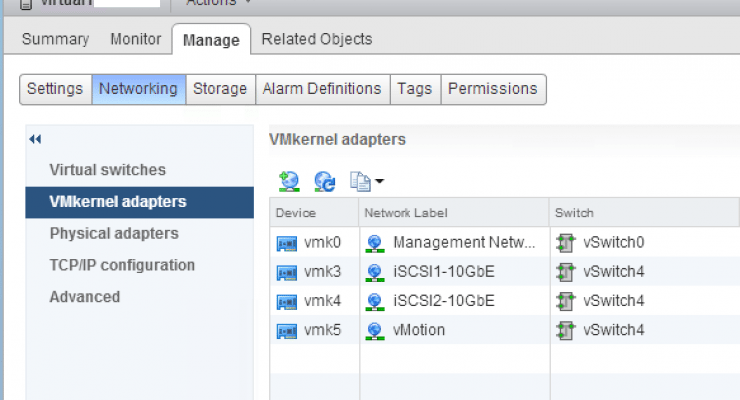 Actions
Summary Monitor Manage Related Objects
Settings Networking Storage Alarm Definitions Tags Permissions
VMkernel adapters
Virtual switches
VMkernel adapters
Physical adapters
TCP/IP configuration
Advanced
Device Network Label Switch
vmk0 Management Netw... vSwitch0
vmk3 iSCSI1-10GbE vSwitch4
vmk4 iSCSI2-10GbE vSwitch4
vmk5 vMotion vSwitch4